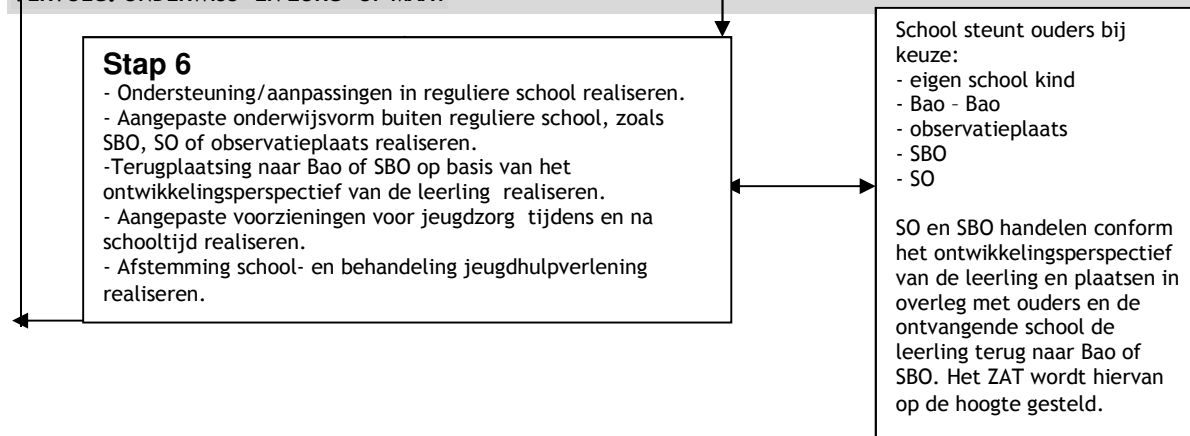 Stap 6
- Ondersteuning/aanpassingen in reguliere school realiseren.
- Aangepaste onderwijsvorm buiten reguliere school, zoals
SBO, SO of observatieplaats realiseren.
-Terugplaatsing naar Bao of SBO op basis van het
ontwikkelingsperspectief van de leerling realiseren.
- Aangepaste voorzieningen voor jeugdzorg tijdens en na
schooltijd realiseren.
- Afstemming school- en behandeling jeugdhulpverlening
realiseren.
School steunt ouders bij
keuze:
- eigen school kind
- Bao – Bao
- observatieplaats
- SBO
- SO
SO en SBO handelen conform
het ontwikkelingsperspectief
van de leerling en plaatsen in
overleg met ouders en de
ontvangende school de
leerling terug naar Bao of
SBO. Het ZAT wordt hiervan
op de hoogte gesteld.